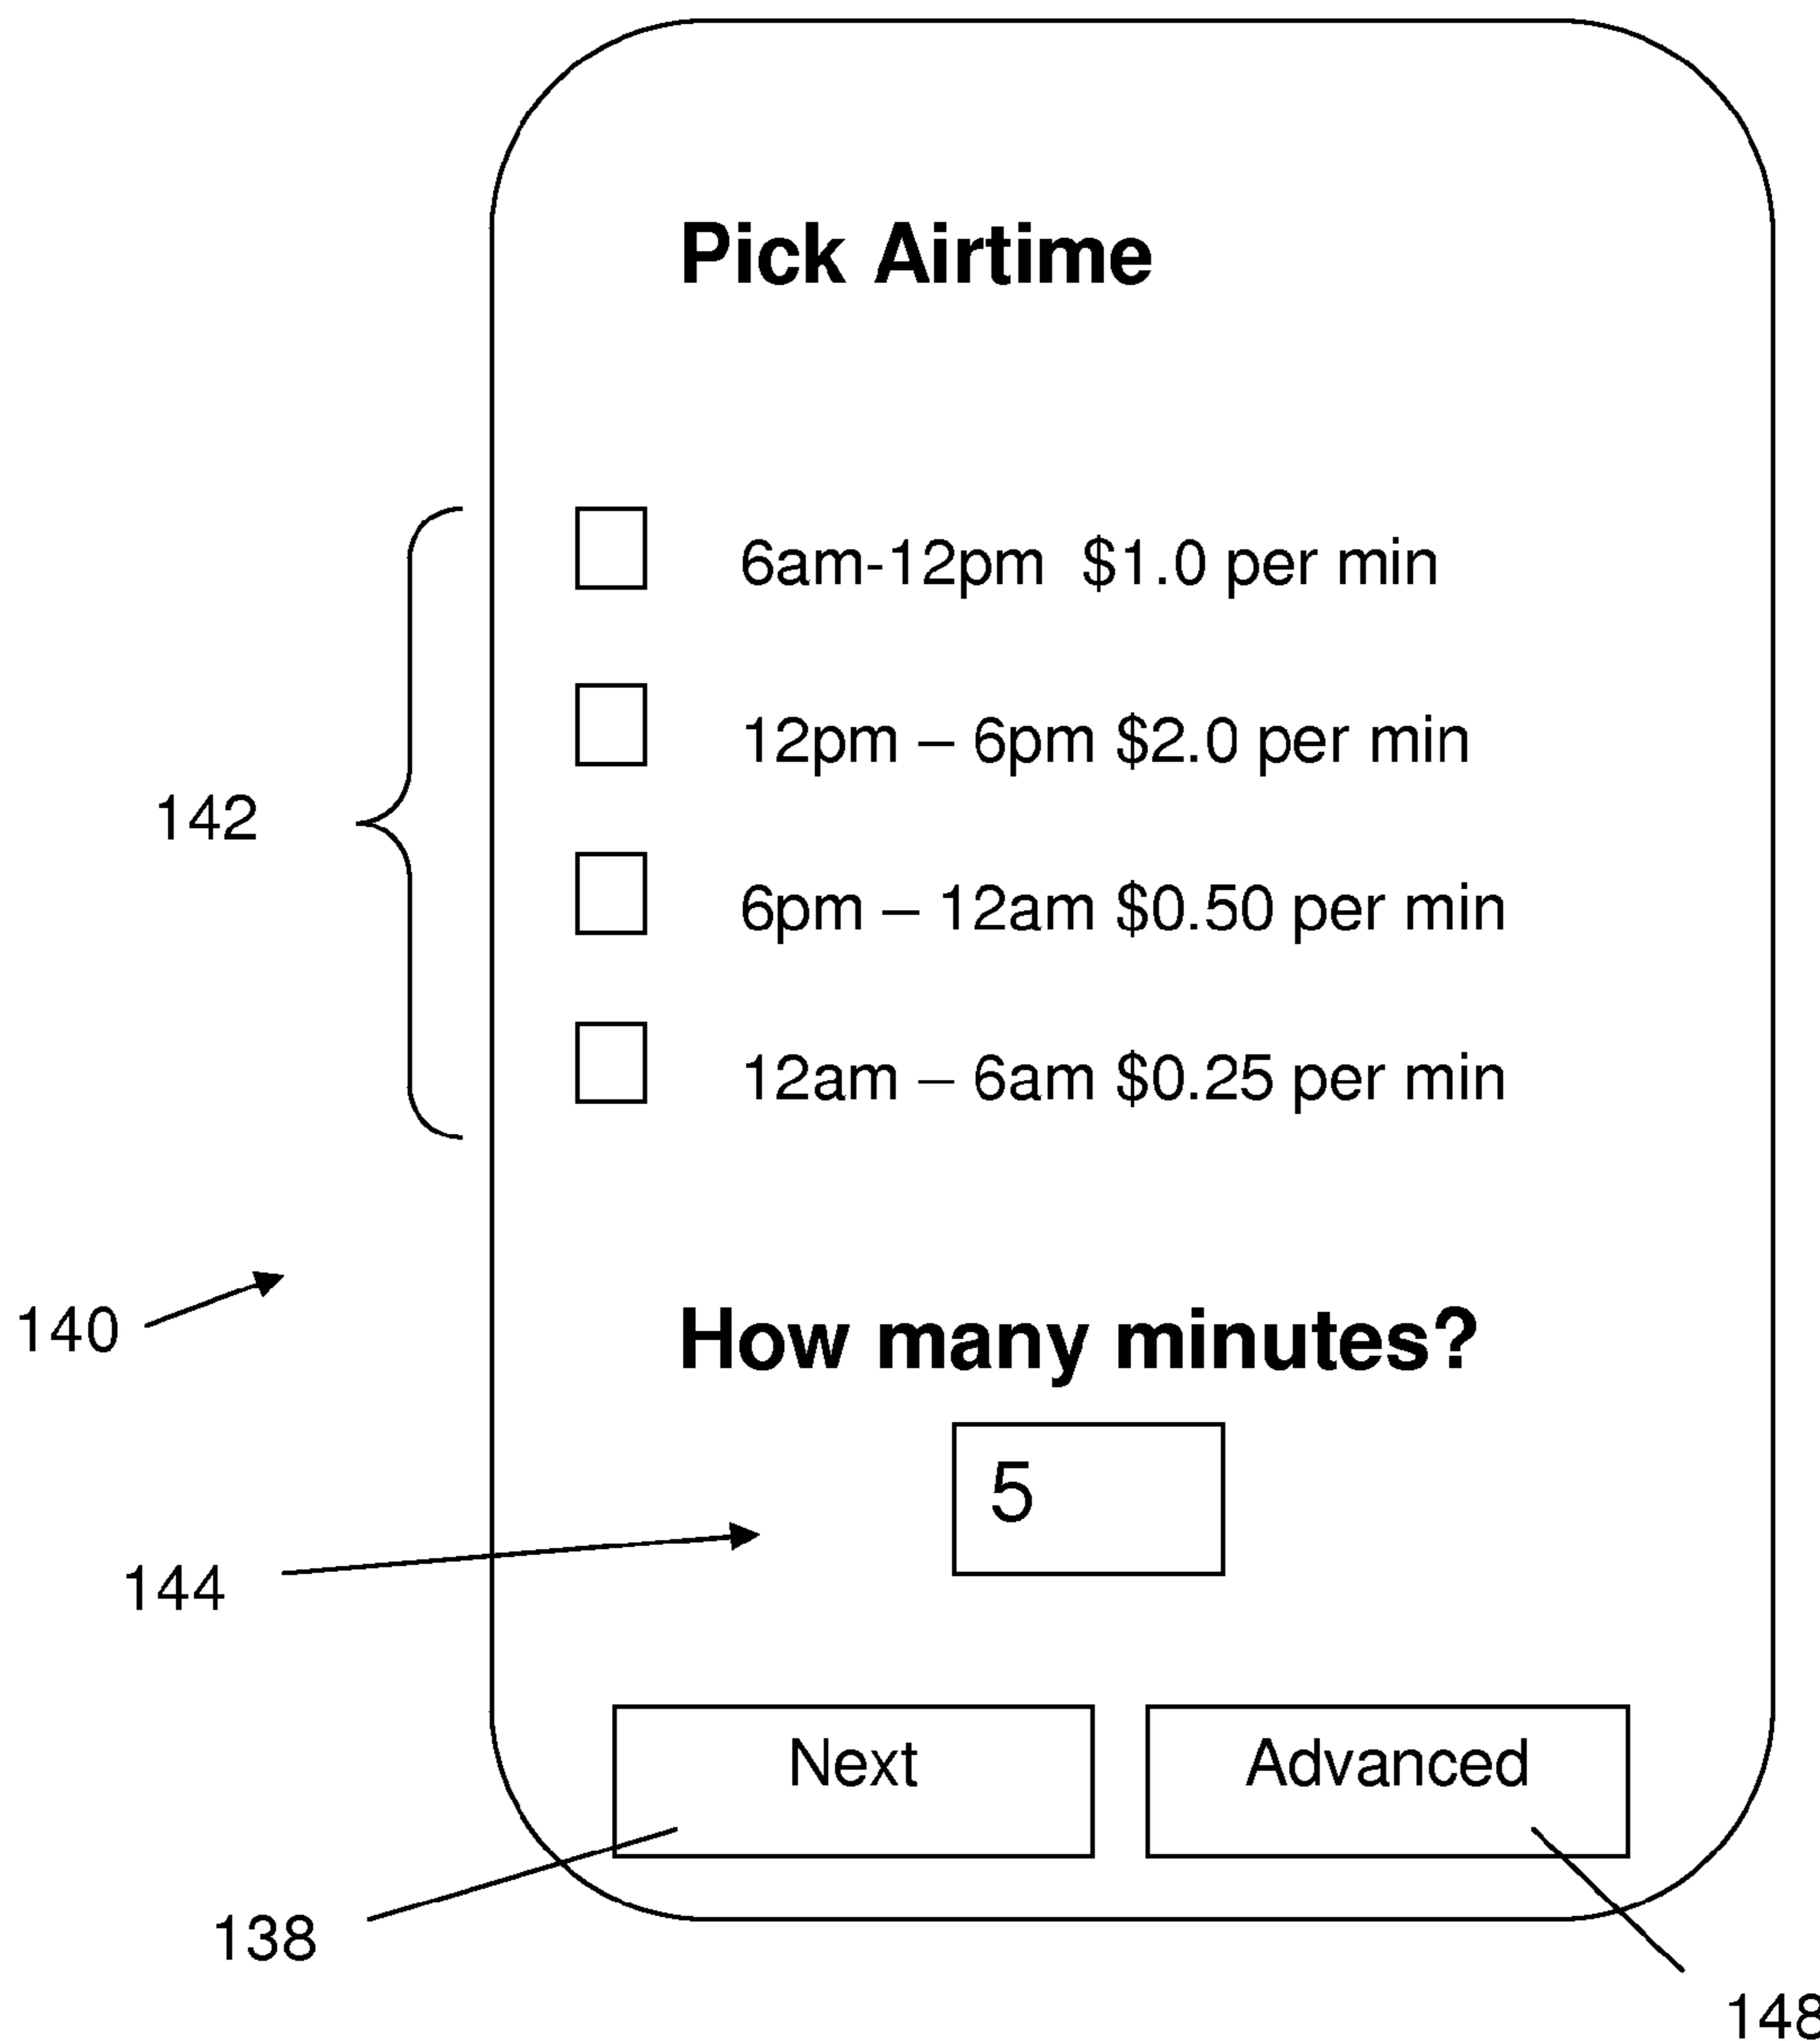 Pick Airtime
6am-12pm  $1.0 per min
12pm – 6pm $2.0 per min
142
6pm – 12am $0.50 per min
12am – 6am $0.25 per min
140
How many minutes?
5
144
Next
Advanced
138
148